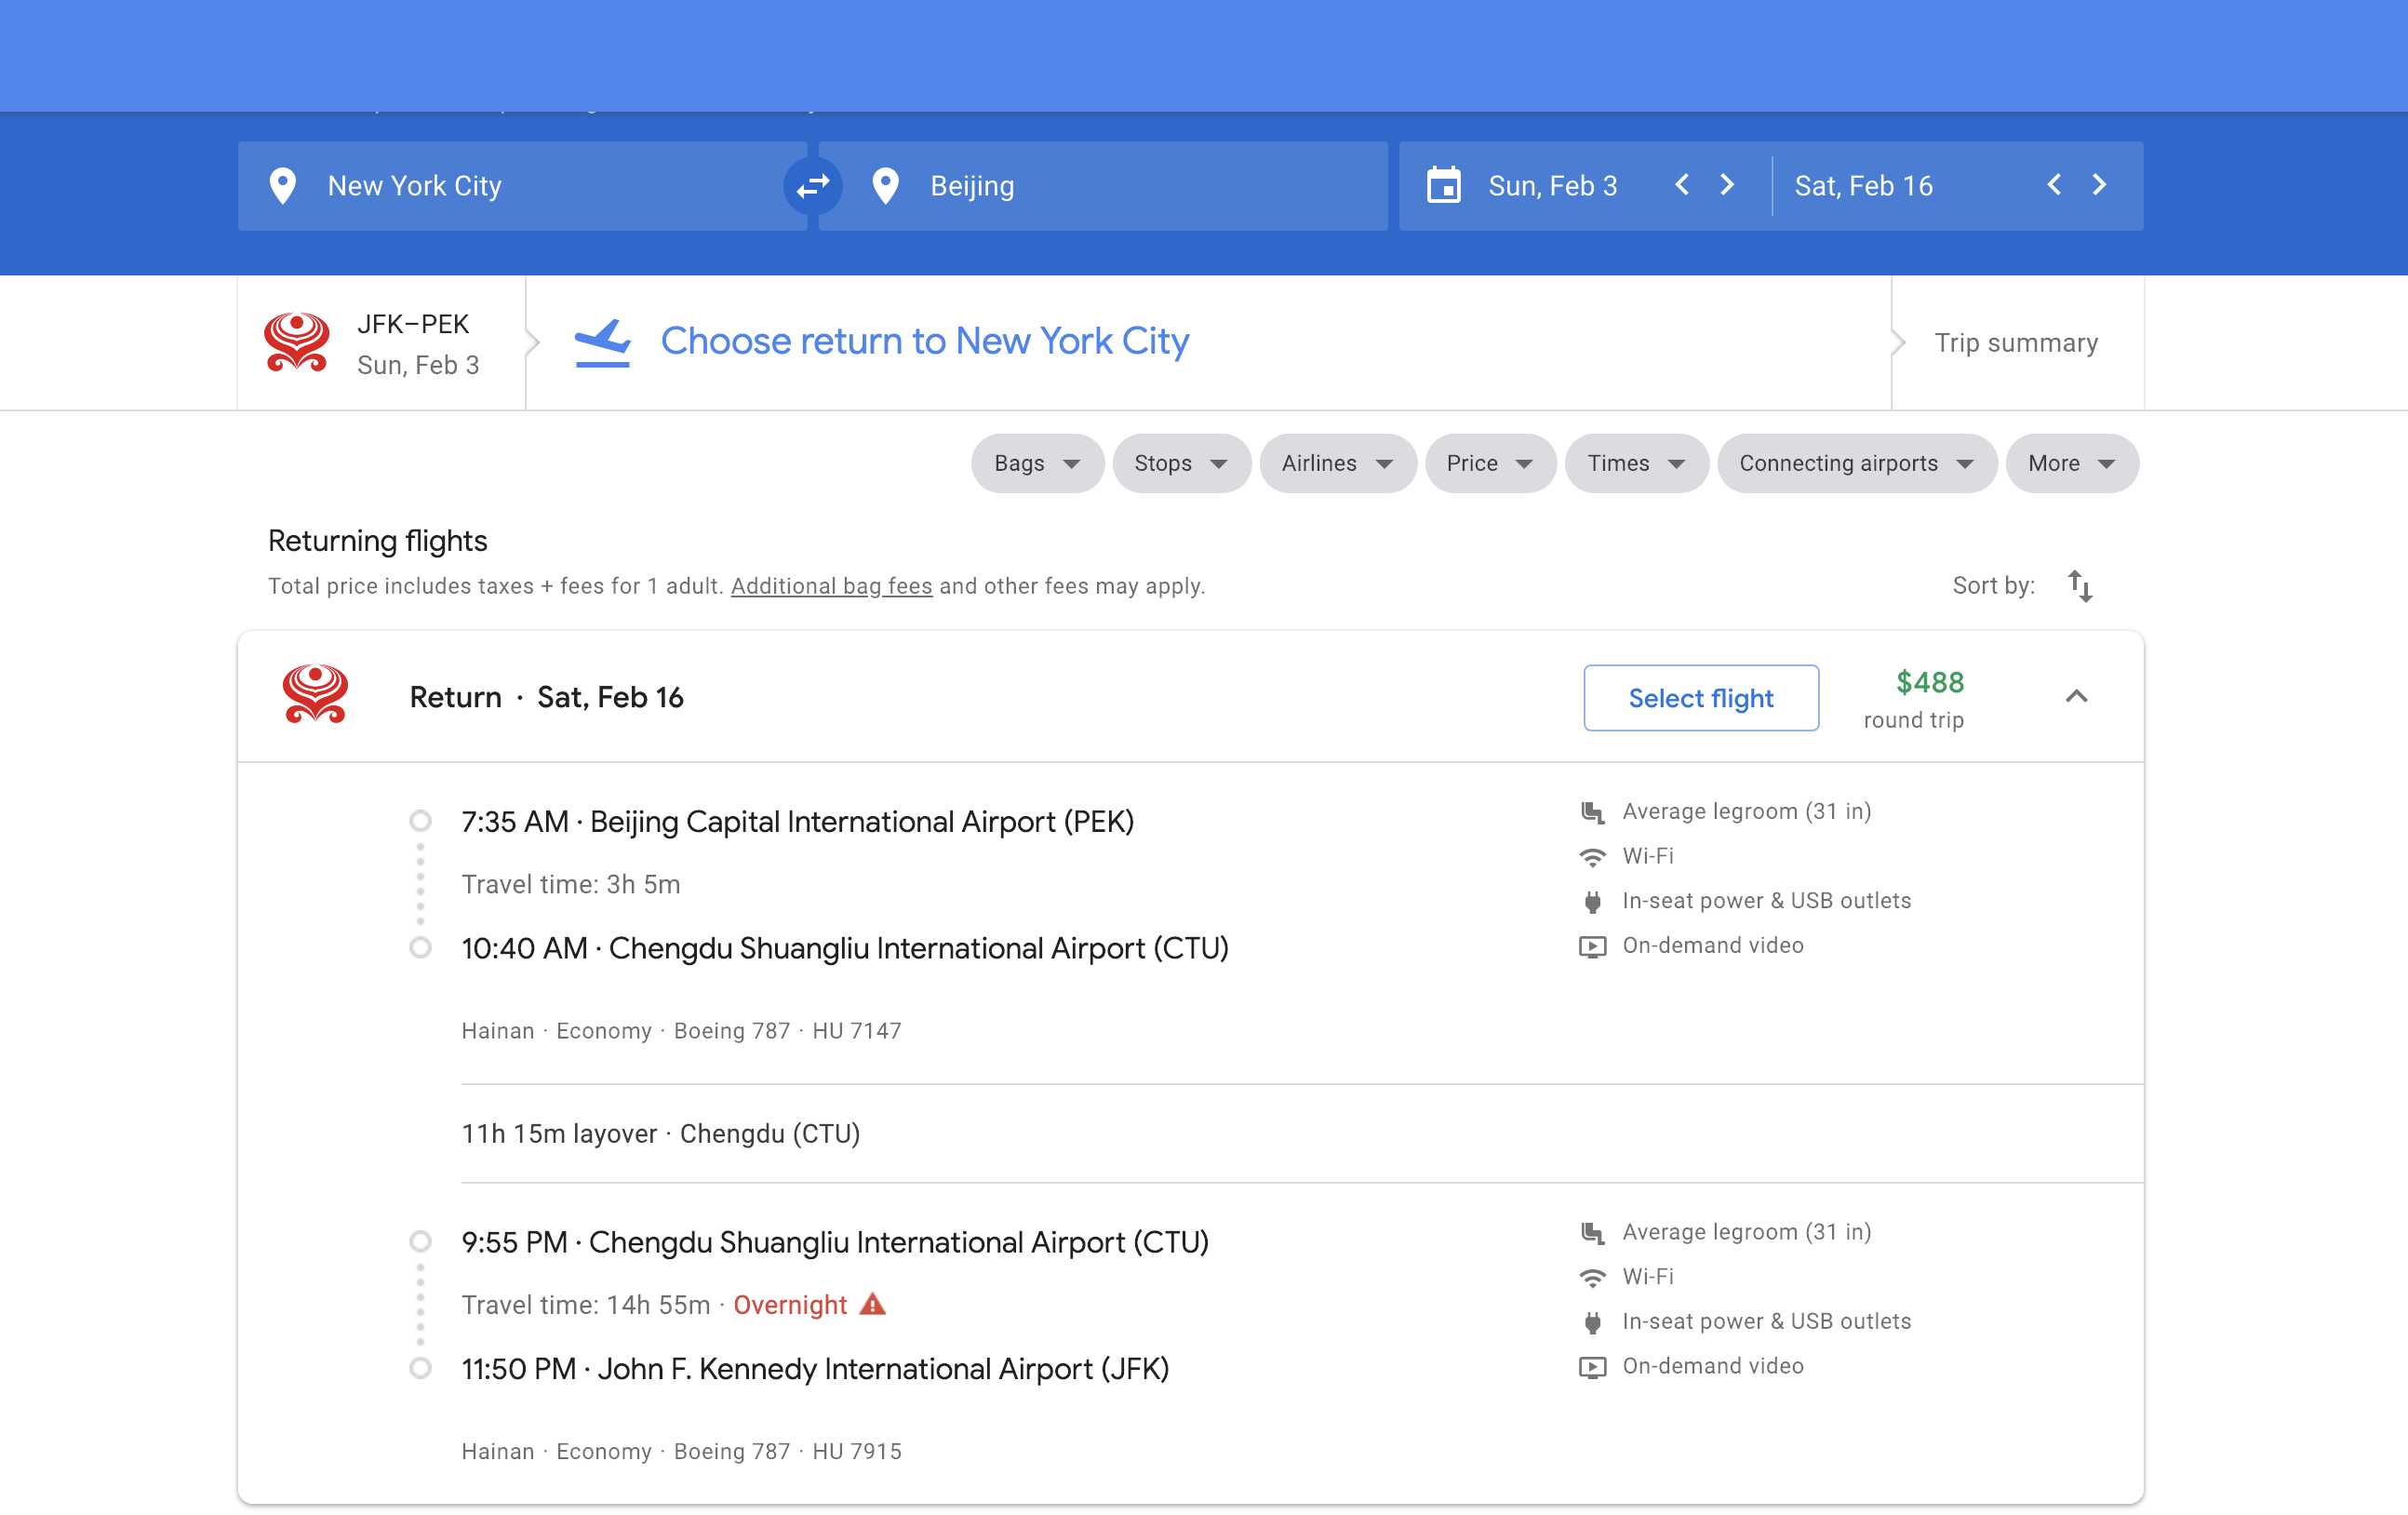 New York City
Beijing
Sun, Feb 3
Sat, Feb 16
JFK–PEK
Sun, Feb 3
Choose return to New York City
Trip summary
Bags
Stops
Airlines
Price
Times
Connecting airports
More
Returning flights
Total price includes taxes + fees for 1 adult. Additional bag fees and other fees may apply.
Sort by:
Return · Sat, Feb 16
Select flight
$488
round trip
7:35 AM · Beijing Capital International Airport (PEK)
Travel time: 3h 5m
10:40 AM · Chengdu Shuangliu International Airport (CTU)
Hainan · Economy · Boeing 787 · HU 7147
Average legroom (31 in)
Wi-Fi
In-seat power & USB outlets
On-demand video
11h 15m layover · Chengdu (CTU)
9:55 PM · Chengdu Shuangliu International Airport (CTU)
Travel time: 14h 55m · Overnight
11:50 PM · John F. Kennedy International Airport (JFK)
Hainan · Economy · Boeing 787 · HU 7915
Average legroom (31 in)
Wi-Fi
In-seat power & USB outlets
On-demand video